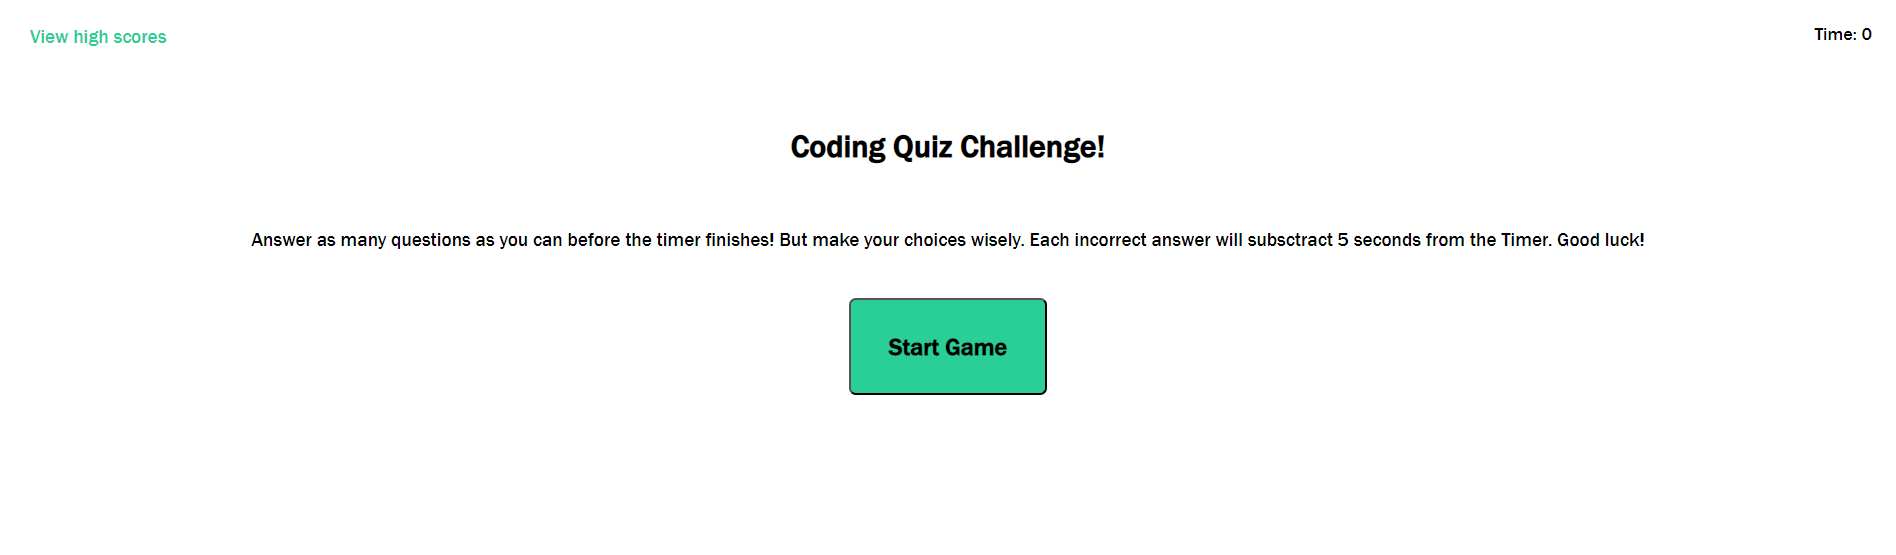 View high scores
Time: 0
Coding Quiz Challenge!
Answer as many questions as you can before the timer finishes! But make your choices wisely. Each incorrect answer will subsctract 5 seconds from the Timer. Good luck!
Start Game